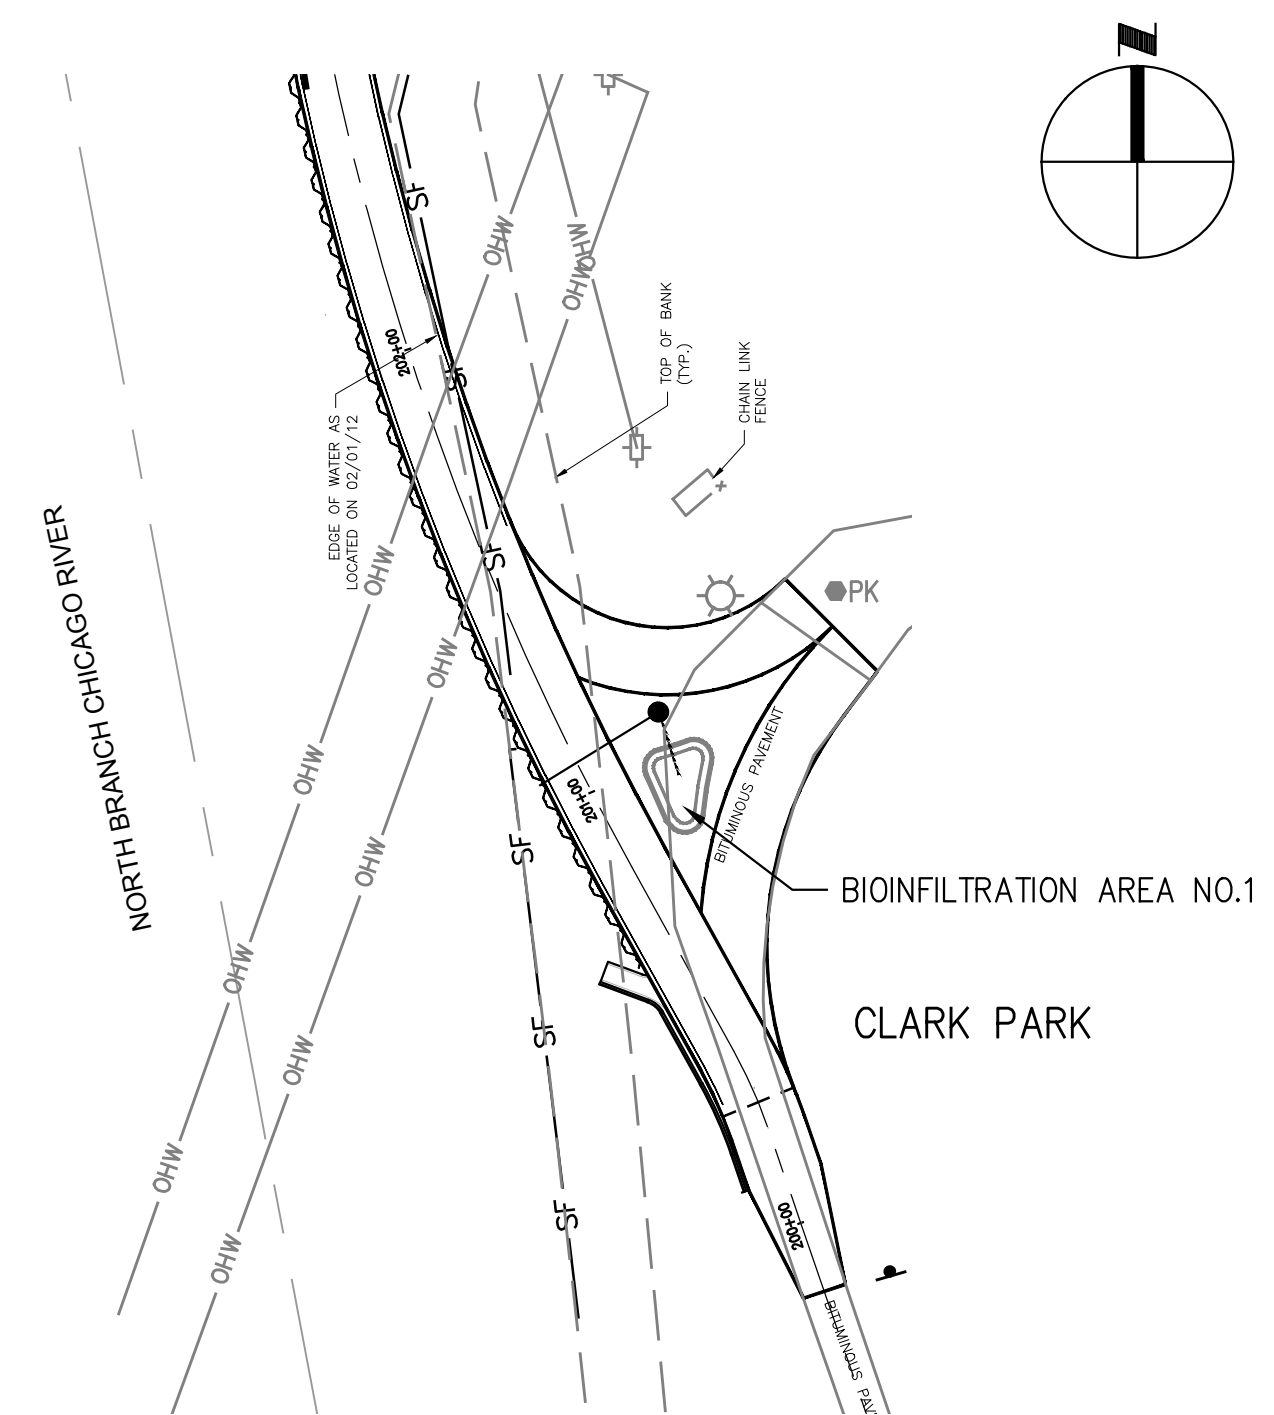 N
SF
OHW
OHW
OHW
TOP OF BANK
(TYP.)
CHAIN LINK
FENCE
202+00
SF
EDGE OF WATER AS
LOCATED ON 02/01/12
NORTH BRANCH CHICAGO RIVER
SF
OHW
PK
OHW
BITUMINOUS PAVEMENT
OHW
201+00
SF
OHW
BIOINFILTRATION AREA NO.1
OHW
CLARK PARK
SF
OHW
OHW
SF
200+00
OHW
BITUMINOUS PAV